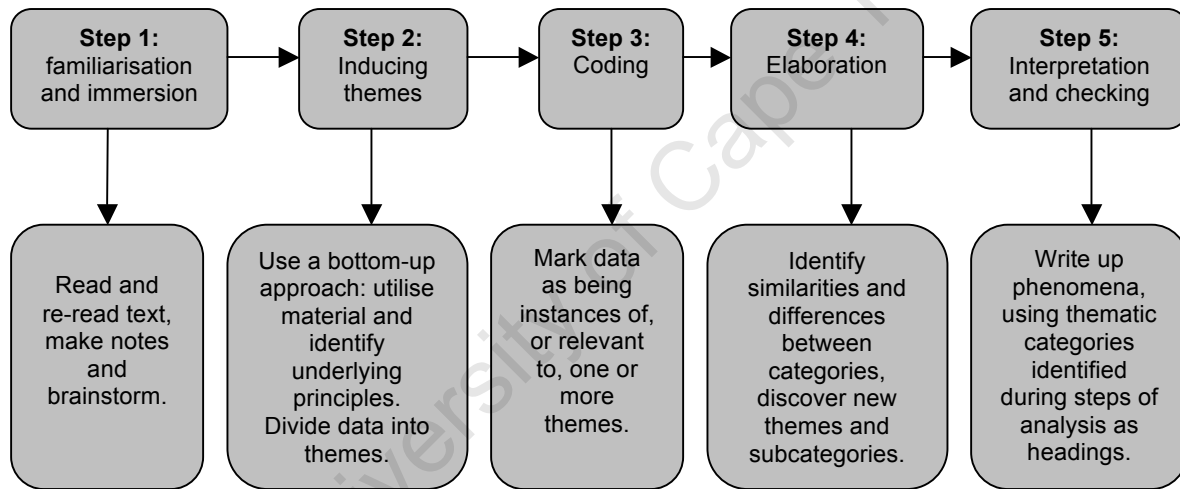 Step 1:
familiarisation
and immersion
Step 2:
Inducing
themes
Step 3:
Coding
Step 4:
Elaboration
Step 5:
Interpretation
and checking
Read and
re-read text,
make notes
and
brainstorm.
Use a bottom-up
approach: utilise
material and
identify
underlying
principles.
Divide data into
themes.
Mark data
as being
instances of,
or relevant
to, one or
more
themes.
Identify
similarities and
differences
between
categories,
discover new
themes and
subcategories.
Write up
phenomena,
using thematic
categories
identified
during steps of
analysis as
headings.
versity of Cape T